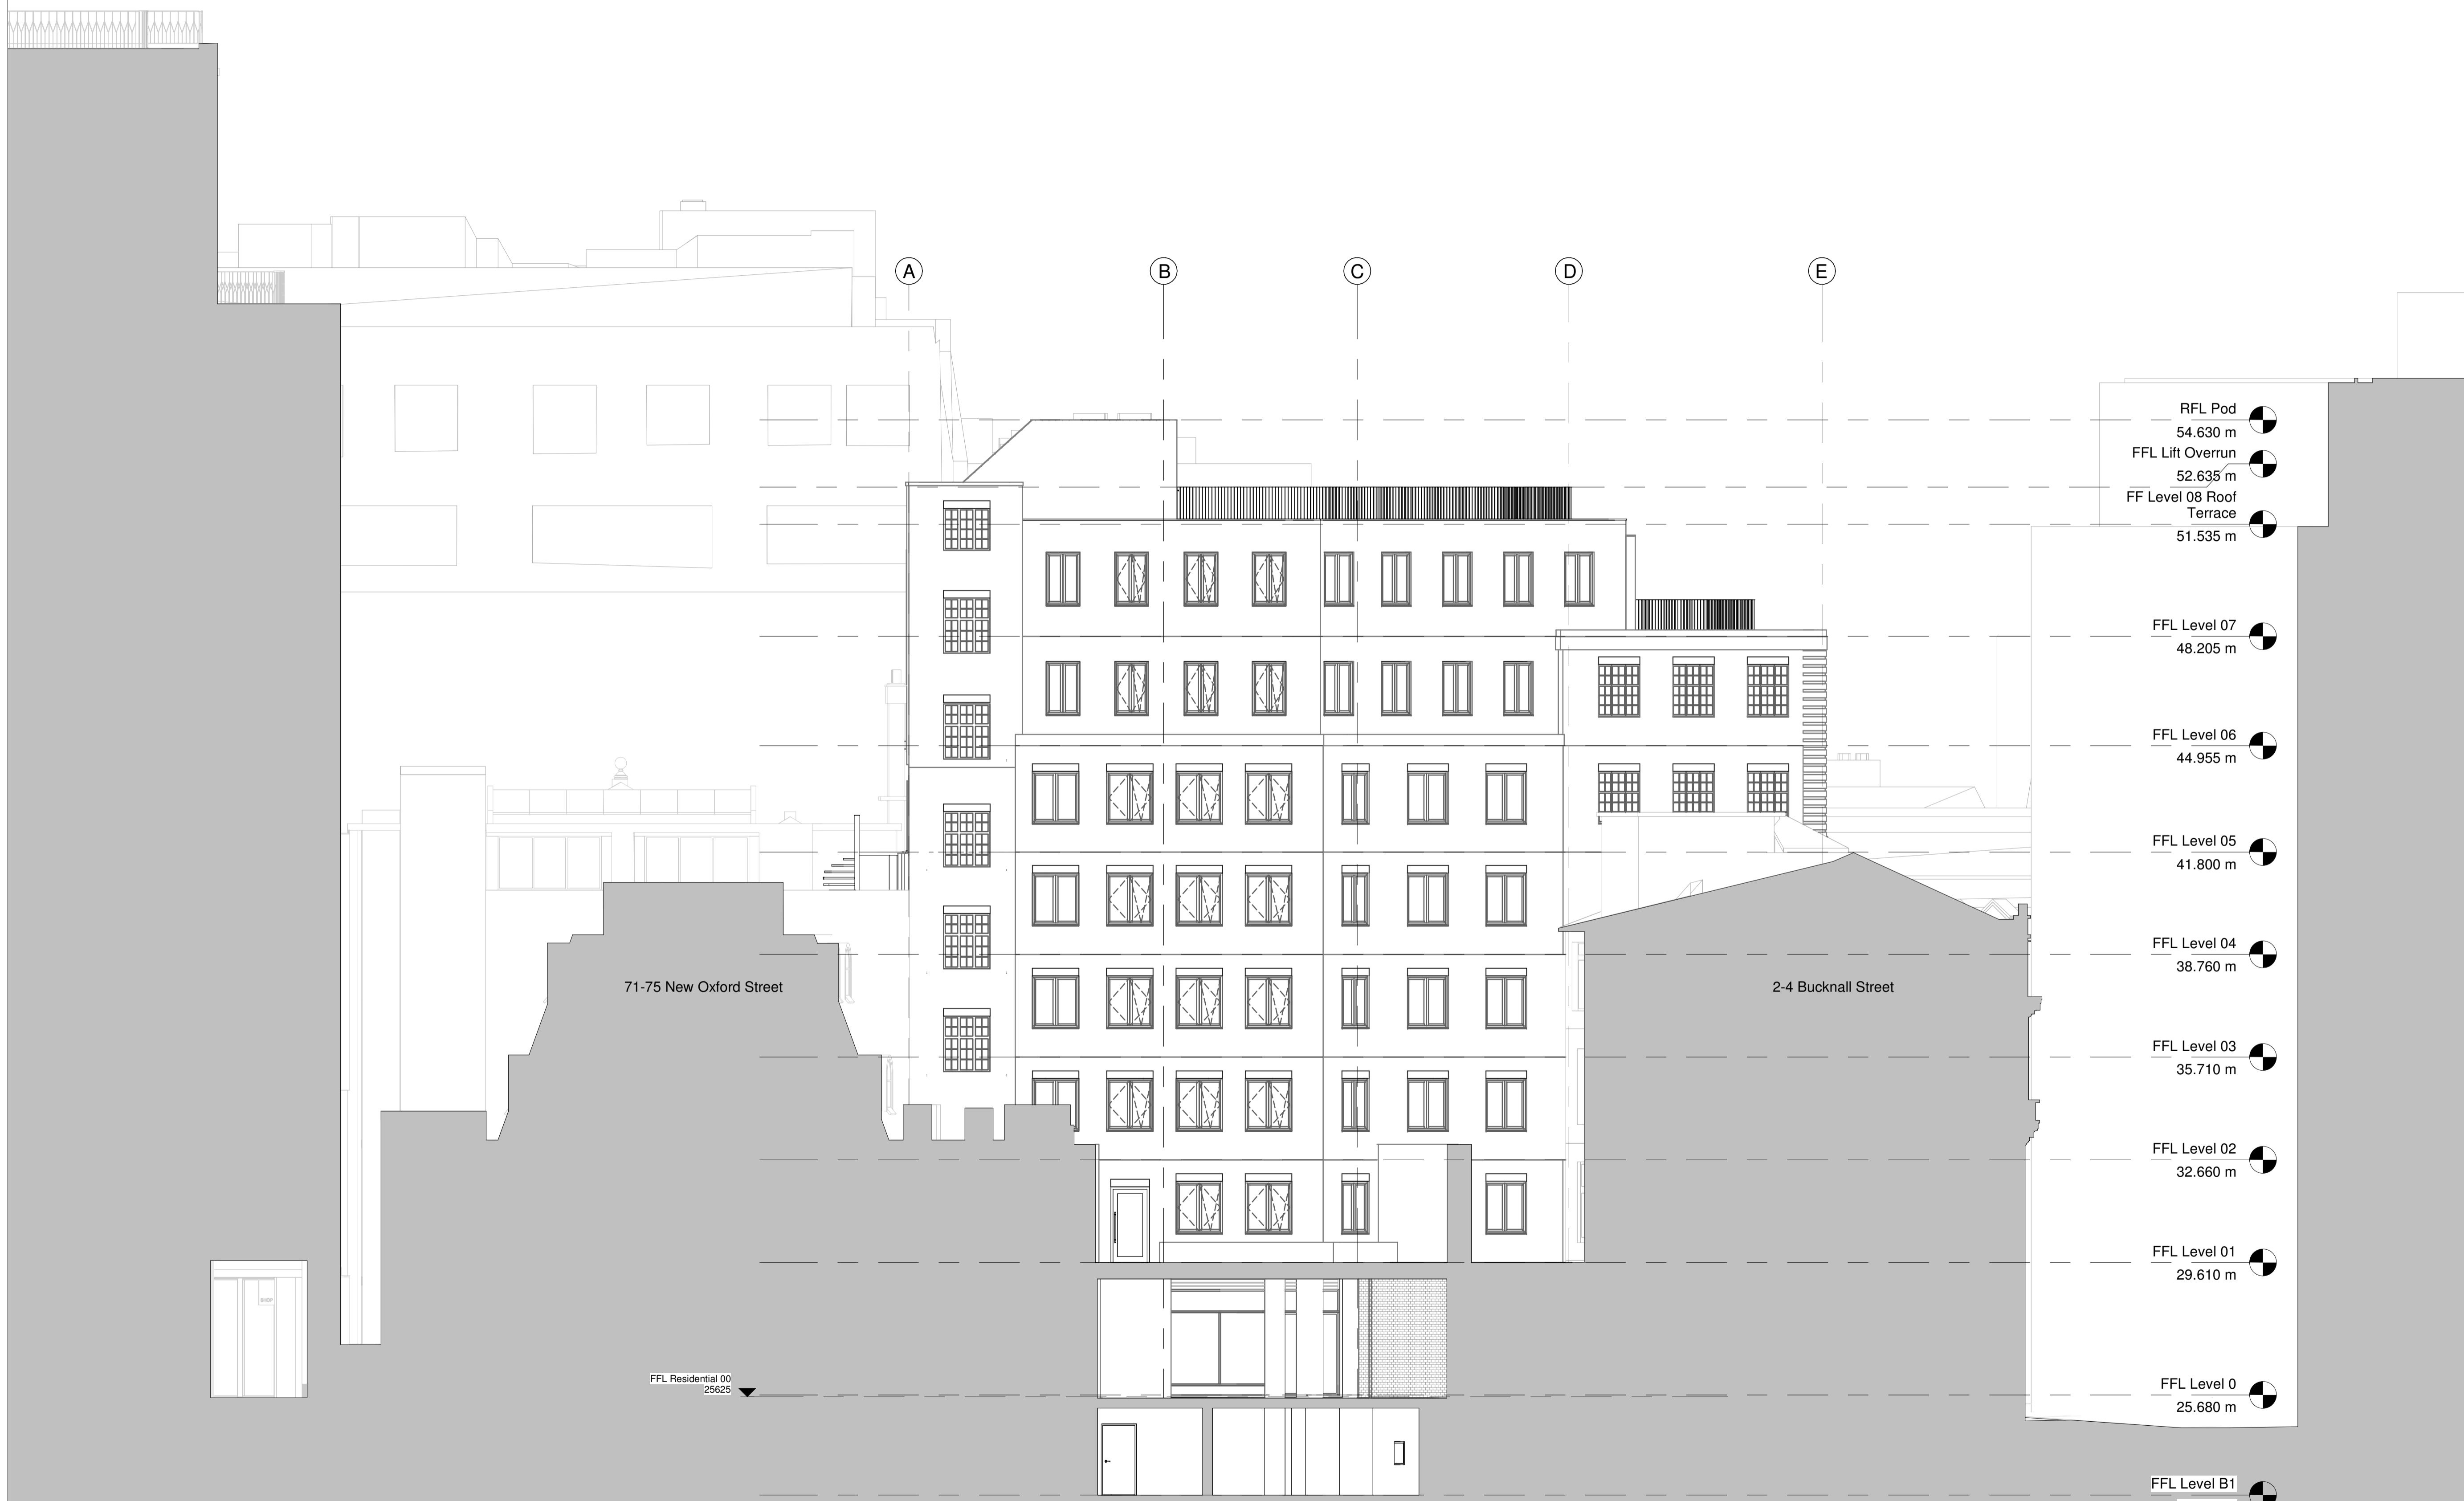 A
B
C
D
E
RFL Pod
54.630 m
FFL Lift Overrun
52.635 m
FF Level 08 Roof
Terrace
51.535 m
FFL Level 07
48.205 m
FFL Level 06
44.955 m
FFL Level 05
41.800 m
FFL Level 04
38.760 m
71-75 New Oxford Street
2-4 Bucknall Street
FFL Level 03
35.710 m
FFL Level 02
32.660 m
FFL Level 01
29.610 m
SHOP
FFL Residential 00
25625
FFL Level 0
25.680 m
FFL Level B1